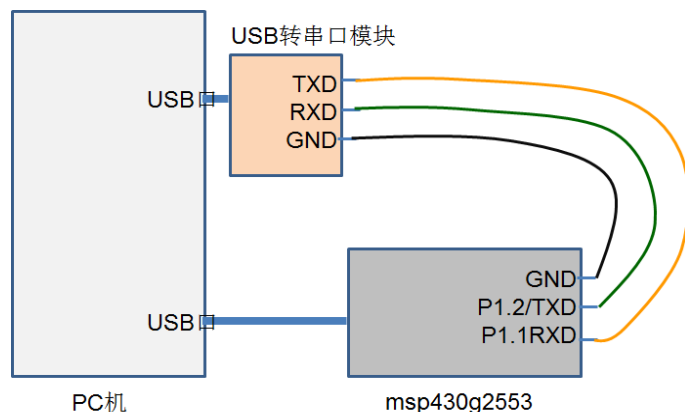 USB转串口模块
TXD
USB口
RXD
GND
GND
P1.2/TXD
USB口
P1.1RXD
PC机
msp430g2553